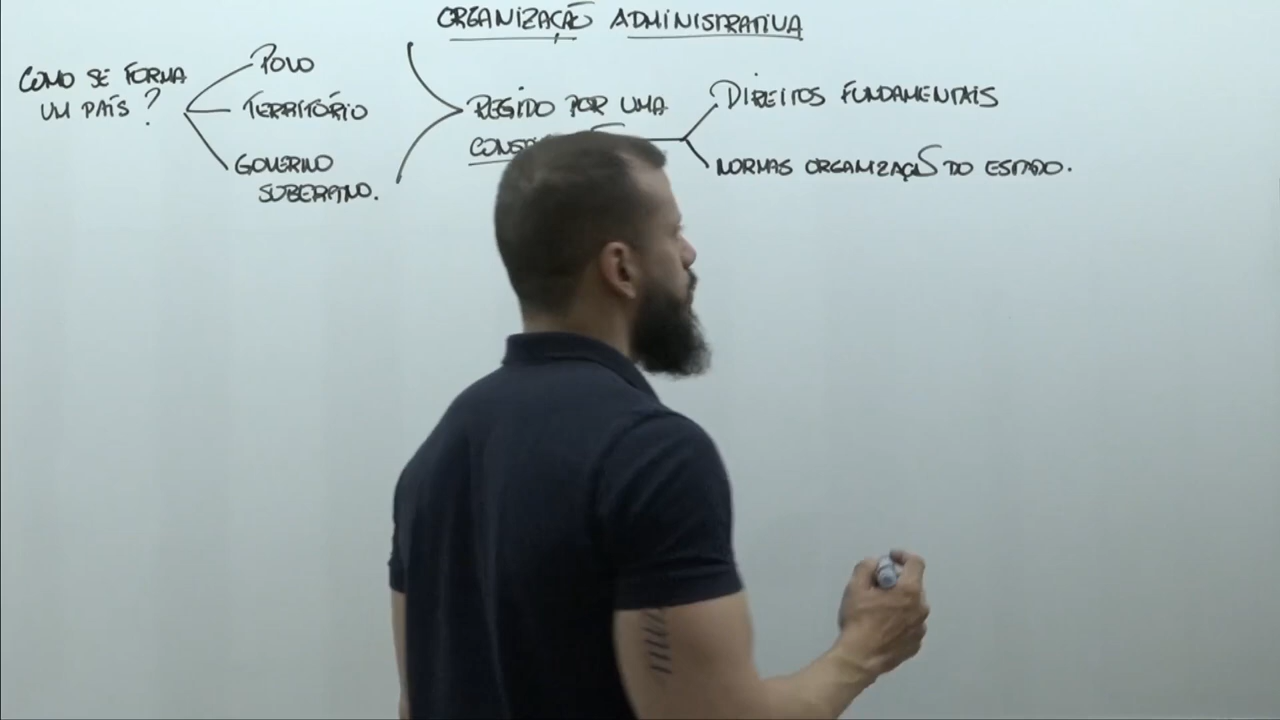 ORGANIZAÇÃO ADMINISTRATIVA
COMO SE FORMA
UM PAÍS ?
POVO
TERRITÓRIO
GOVERNO
SOBERANO.
REGIDO POR UMA
DIREITOS FUNDAMENTAIS
NORMAS ORGANIZAÇÃO DO ESTADO.